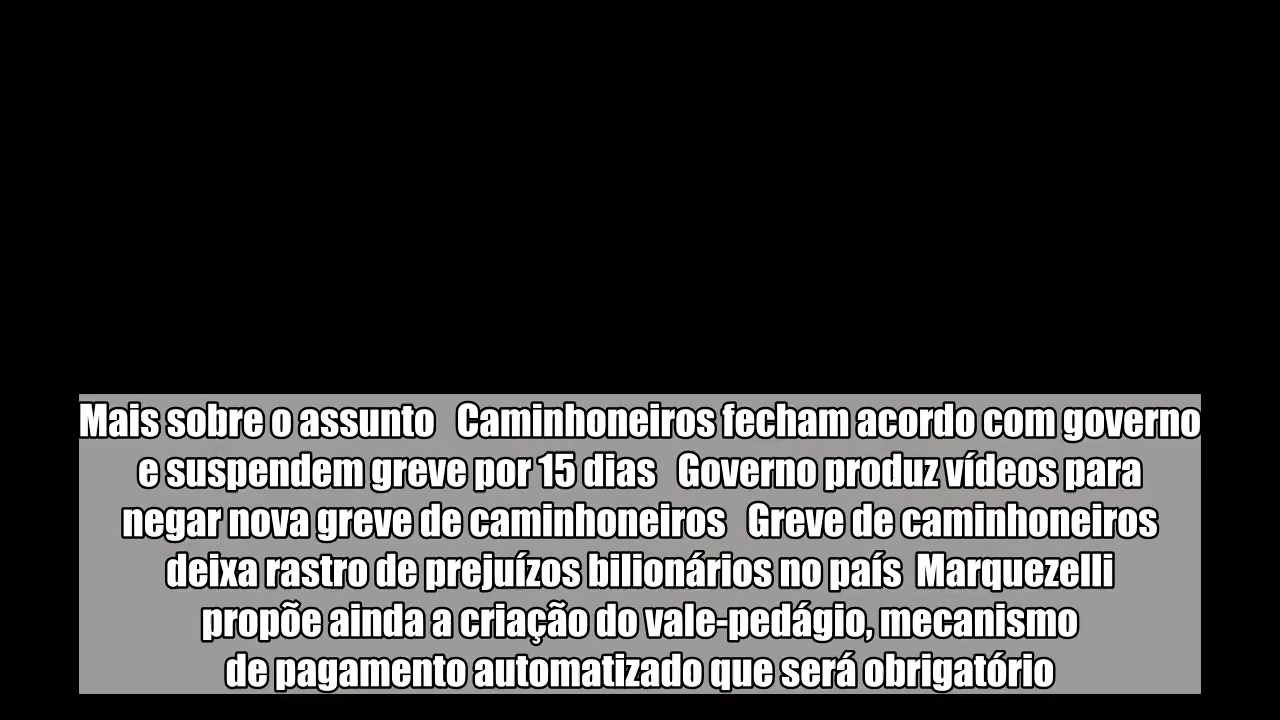 Mais sobre o assunto   Caminhoneiros fecham acordo com governo
e suspendem greve por 15 dias   Governo produz vídeos para
negar nova greve de caminhoneiros   Greve de caminhoneiros
deixa rastro de prejuízos bilionários no país  Marquezelli
propõe ainda a criação do vale-pedágio, mecanismo
de pagamento automatizado que será obrigatório